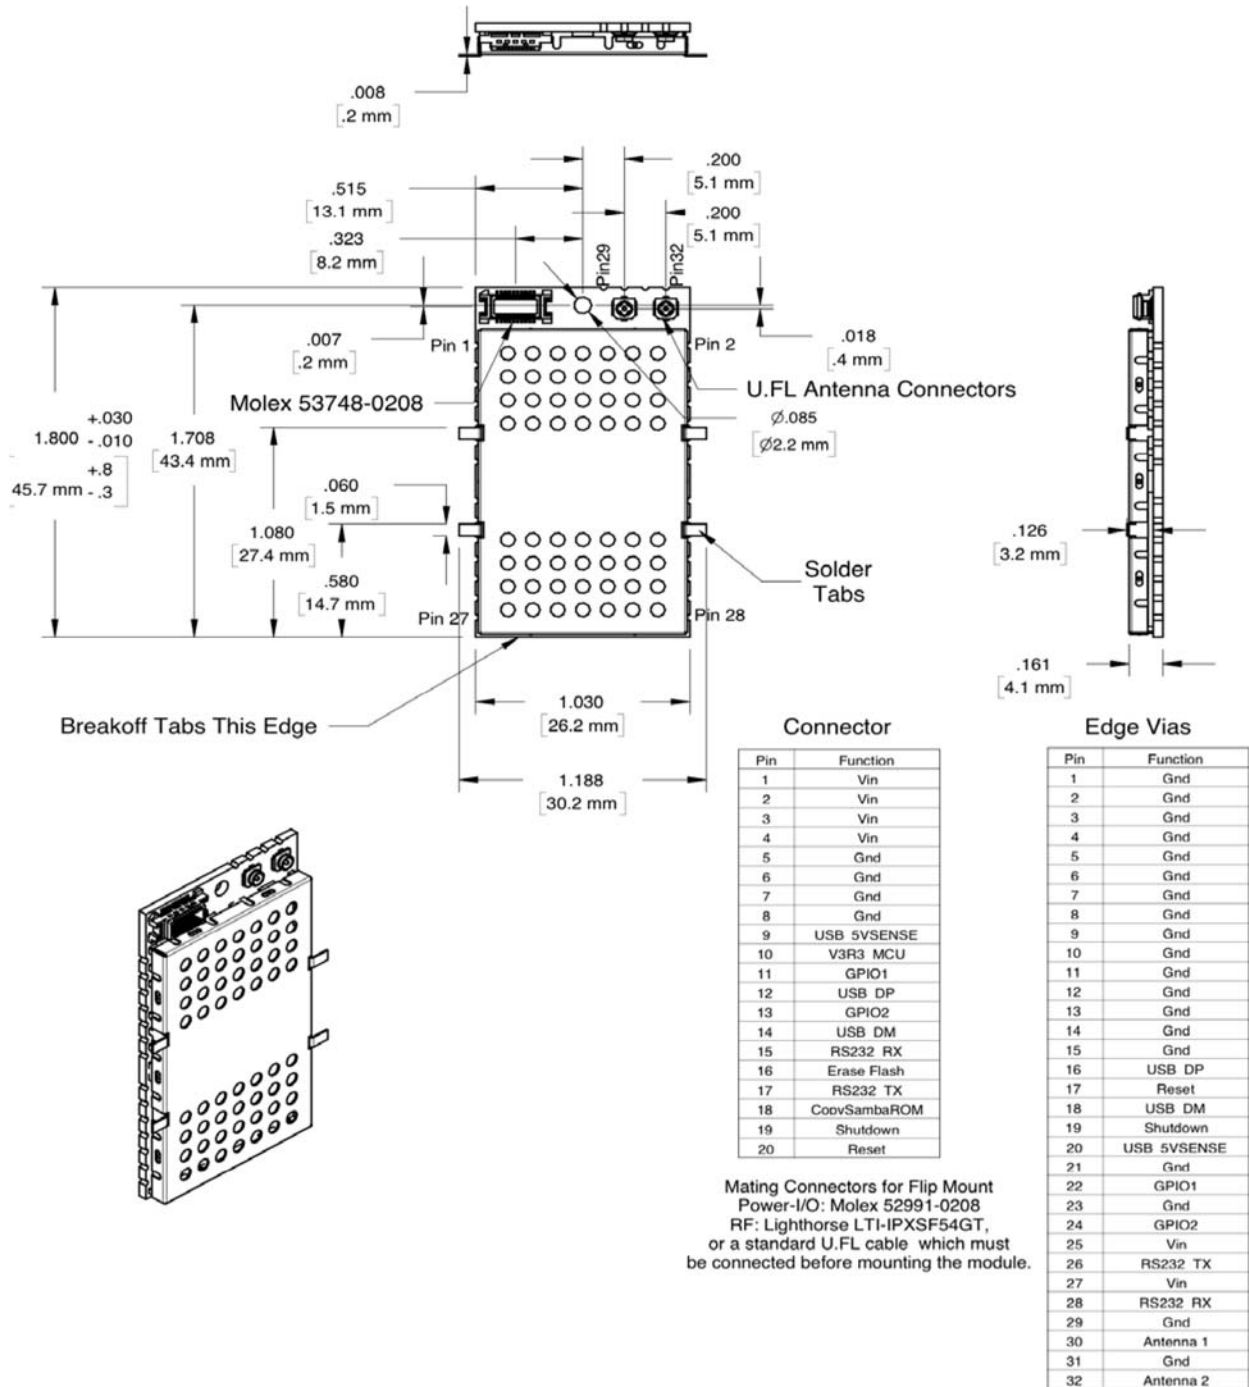 .008
[.2 mm]
.200
[5.1 mm]
.515
[13.1 mm]
.200
[5.1 mm]
.323
[8.2 mm]
Pin29
Pin32
.007
[.2 mm]
Pin 1
Pin 2
.018
[.4 mm]
Molex 53748-0208
U.FL Antenna Connectors
Ø.085
[Ø2.2 mm]
1.800 +.030 -.010
[45.7 mm +.8 -.3]
1.708
[43.4 mm]
.060
[1.5 mm]
1.080
[27.4 mm]
.580
[14.7 mm]
.126
[3.2 mm]
Solder
Tabs
Pin 27
Pin 28
.161
[4.1 mm]
Breakoff Tabs This Edge
1.030
[26.2 mm]
1.188
[30.2 mm]
Connector
Pin Function
1 Vin
2 Vin
3 Vin
4 Vin
5 Gnd
6 Gnd
7 Gnd
8 Gnd
9 USB 5VSENSE
10 V3R3 MCU
11 GPIO1
12 USB DP
13 GPIO2
14 USB DM
15 RS232 RX
16 Erase Flash
17 RS232 TX
18 CopySambaROM
19 Shutdown
20 Reset
Mating Connectors for Flip Mount
Power-I/O: Molex 52991-0208
RF: Lighthorse LTI-IPXSF54GT,
or a standard U.FL cable which must
be connected before mounting the module.
Edge Vias
Pin Function
1 Gnd
2 Gnd
3 Gnd
4 Gnd
5 Gnd
6 Gnd
7 Gnd
8 Gnd
9 Gnd
10 Gnd
11 Gnd
12 Gnd
13 Gnd
14 Gnd
15 Gnd
16 USB DP
17 Reset
18 USB DM
19 Shutdown
20 USB 5VSENSE
21 Gnd
22 GPIO1
23 Gnd
24 GPIO2
25 Vin
26 RS232 TX
27 Vin
28 RS232 RX
29 Gnd
30 Antenna 1
31 Gnd
32 Antenna 2